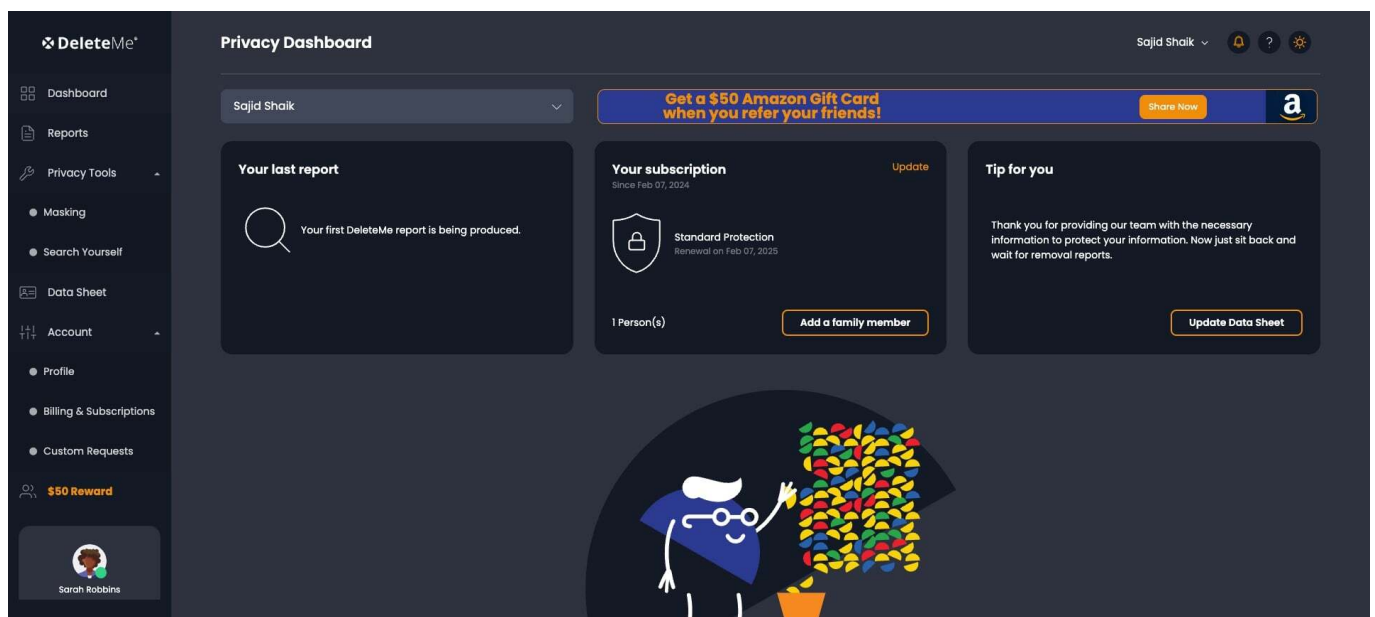 DeleteMe
Privacy Dashboard
Sajid Shaik
?
Dashboard
Reports
Privacy Tools
Masking
Search Yourself
Data Sheet
Account
Profile
Billing & Subscriptions
Custom Requests
$50 Reward
Sarah Robbins
Sajid Shaik
Get a $50 Amazon Gift Card
when you refer your friends!
Share Now
a
Your last report
Your first DeleteMe report is being produced.
Your subscription
Update
Since Feb 07, 2024
Standard Protection
Renewal on Feb 07, 2025
1 Person(s)
Add a family member
Tip for you
Thank you for providing our team with the necessary
information to protect your information. Now just sit back and
wait for removal reports.
Update Data Sheet